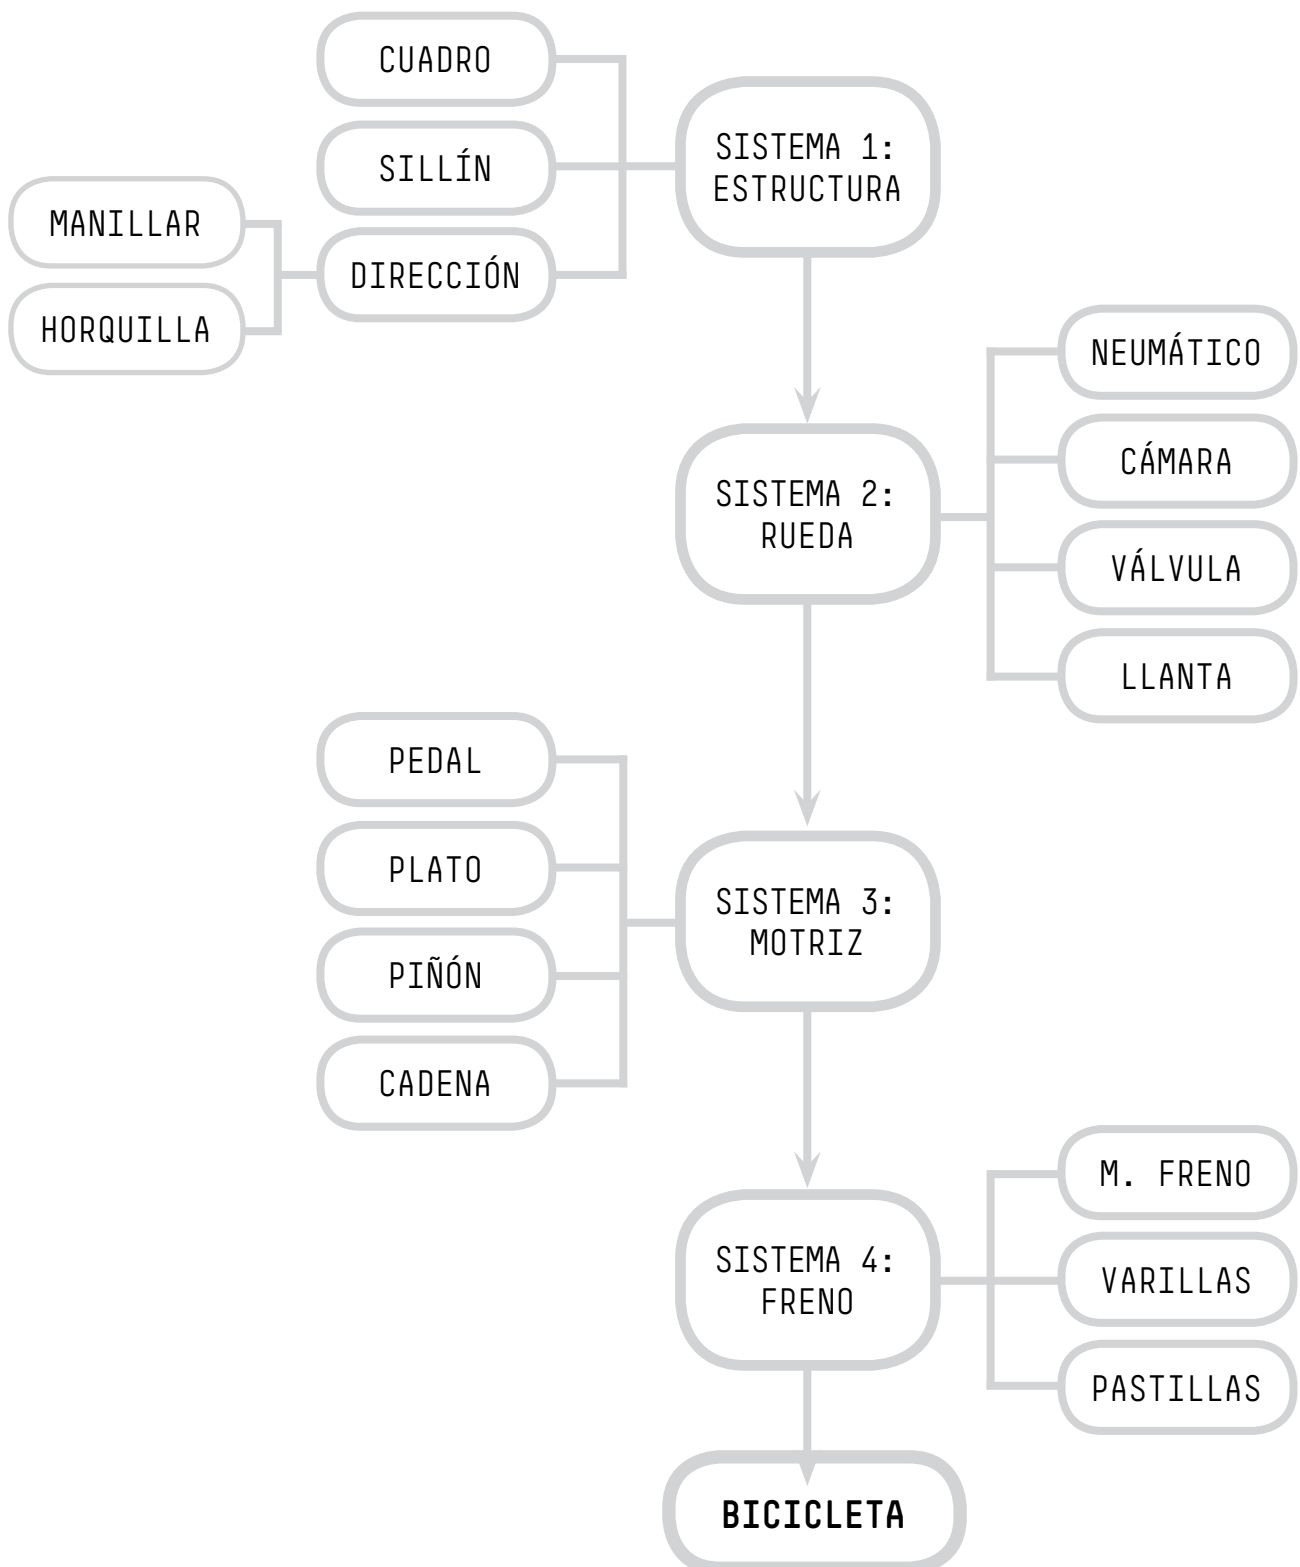 CUADRO
SISTEMA 1:
ESTRUCTURA
SILLÍN
MANILLAR
DIRECCIÓN
HORQUILLA
NEUMÁTICO
CÁMARA
SISTEMA 2:
RUEDA
VÁLVULA
LLANTA
PEDAL
PLATO
SISTEMA 3:
MOTRIZ
PIÑÓN
CADENA
M. FRENO
SISTEMA 4:
FRENO
VARILLAS
PASTILLAS
BICICLETA